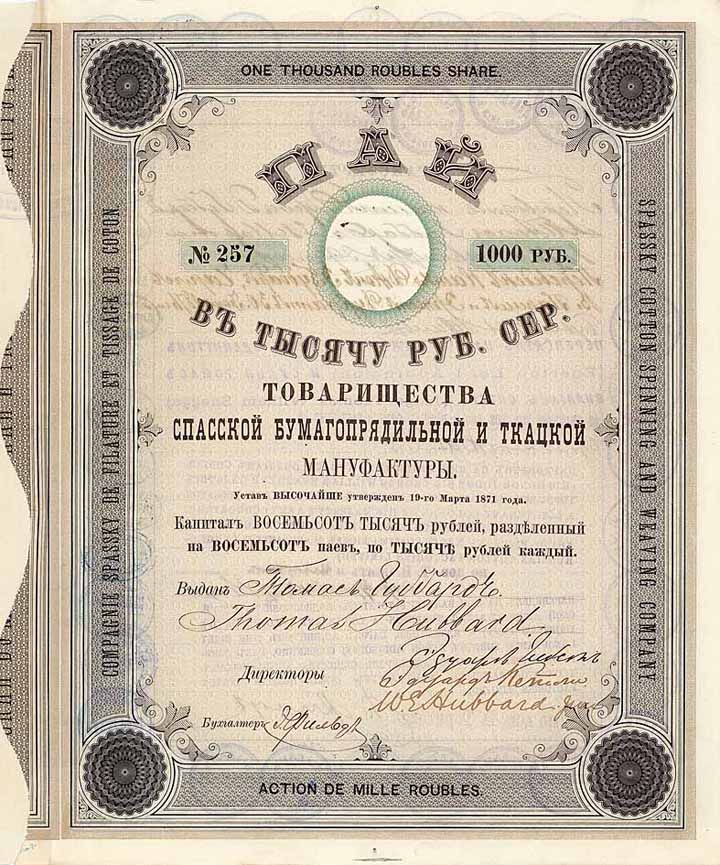 ONE THOUSAND ROUBLES SHARE.
ПАЙ
№ 257
1000 РУБ.
ВЪ ТЫСЯЧУ РУБ. СЕР.
ТОВАРИЩЕСТВА
СПАССКОЙ БУМАГОПРЯДИЛЬНОЙ И ТКАЦКОЙ
МАНУФАКТУРЫ.
Уставъ ВЫСОЧАЙШЕ утвержденъ 19-го Марта 1871 года.
Капиталъ ВОСЕМЬСОТЪ ТЫСЯЧЪ рублей, раздѣленный
на ВОСЕМЬСОТЪ паевъ, по ТЫСЯЧѢ рублей каждый.
Выданъ Томасъ Губбардъ.
Thomas Hubbard
Директоры
Эдуардъ
Эдуардъ
W E Hubbard
Бухгалтеръ
COMPAGNIE SPASSKY DE FILATURE ET TISSAGE DE COTON
SPASSKY COTTON SPINNING AND WEAVING COMPANY
ACTION DE MILLE ROUBLES.